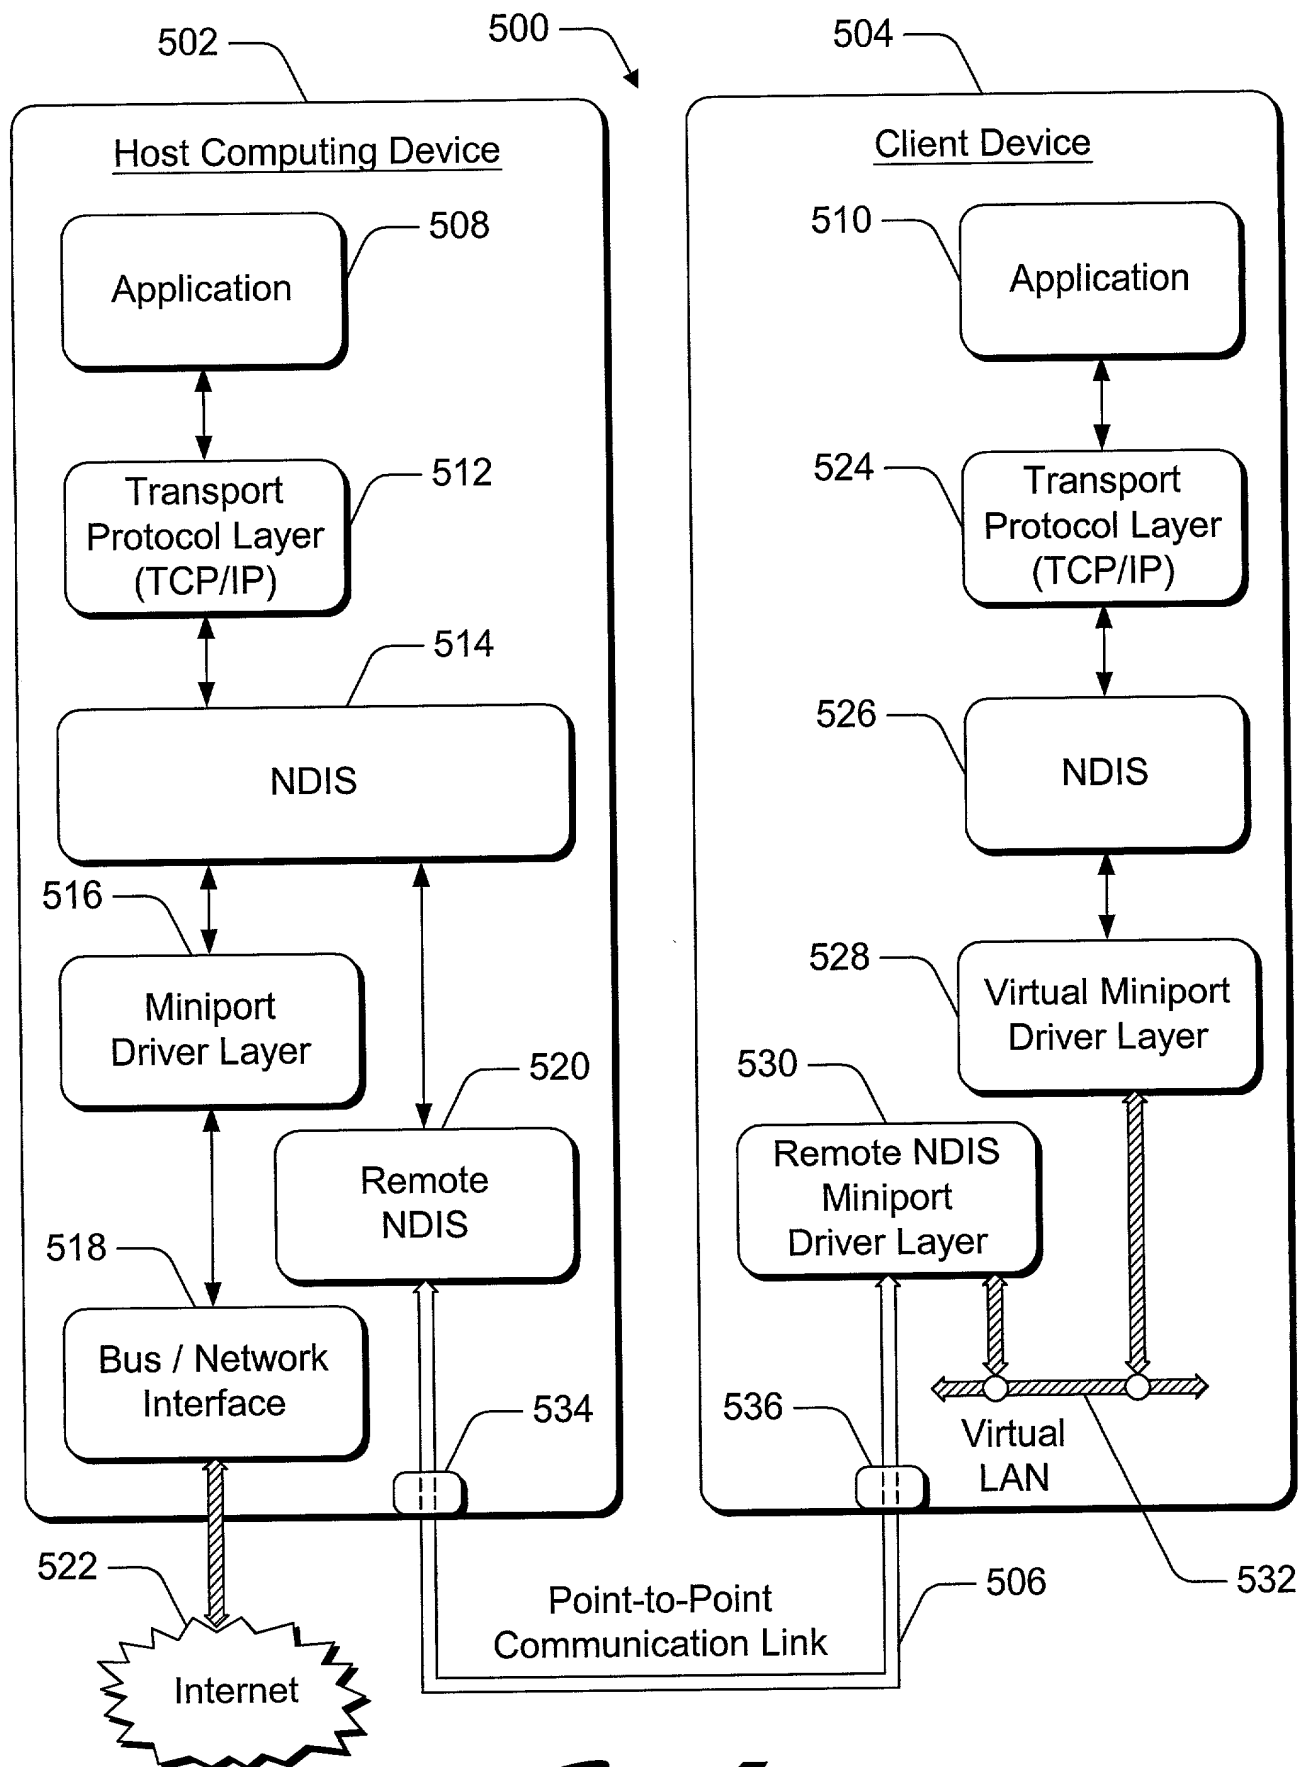 502
500
504
Host Computing Device
Client Device
508
510
Application
Application
512
524
Transport
Protocol Layer
(TCP/IP)
Transport
Protocol Layer
(TCP/IP)
514
526
NDIS
NDIS
516
528
Miniport
Driver Layer
Virtual Miniport
Driver Layer
520
530
Remote
NDIS
Remote NDIS
Miniport
Driver Layer
518
Bus / Network
Interface
534
536
Virtual
LAN
522
506
532
Point-to-Point
Communication Link
Internet